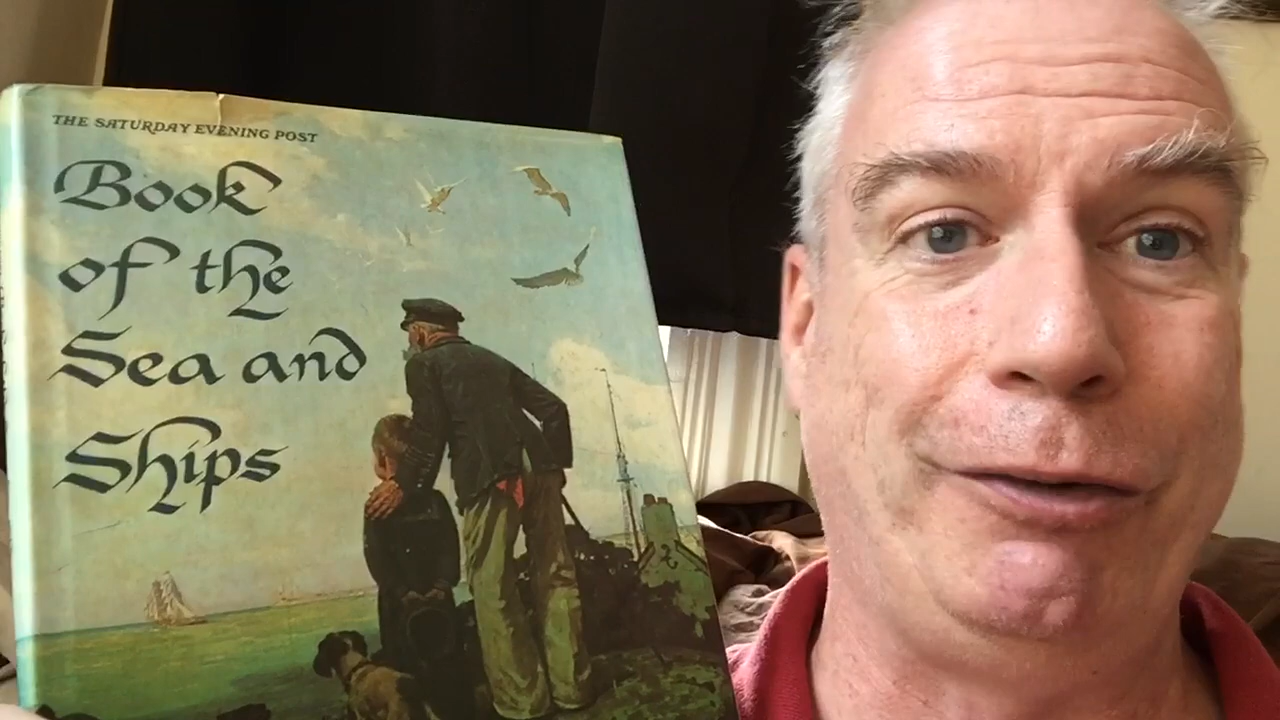 THE SATURDAY EVENING POST
Book
of the
Sea and
Ships